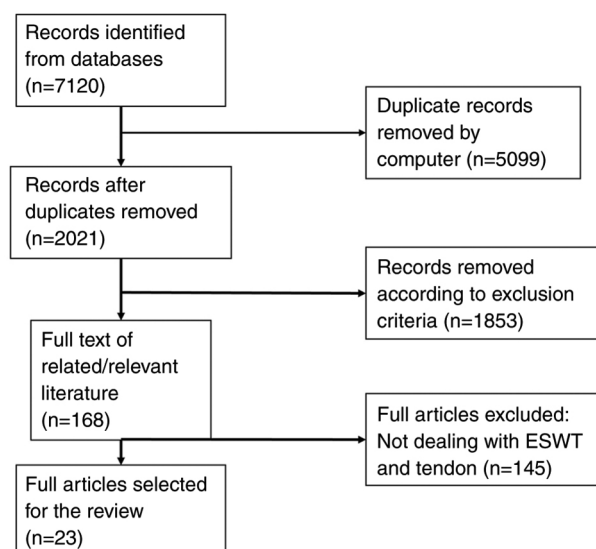 Records identified
from databases
(n=7120)
Duplicate records
removed by
computer (n=5099)
Records after
duplicates removed
(n=2021)
Records removed
according to exclusion
criteria (n=1853)
Full text of
related/relevant
literature
(n=168)
Full articles excluded:
Not dealing with ESWT
and tendon (n=145)
Full articles selected
for the review
(n=23)